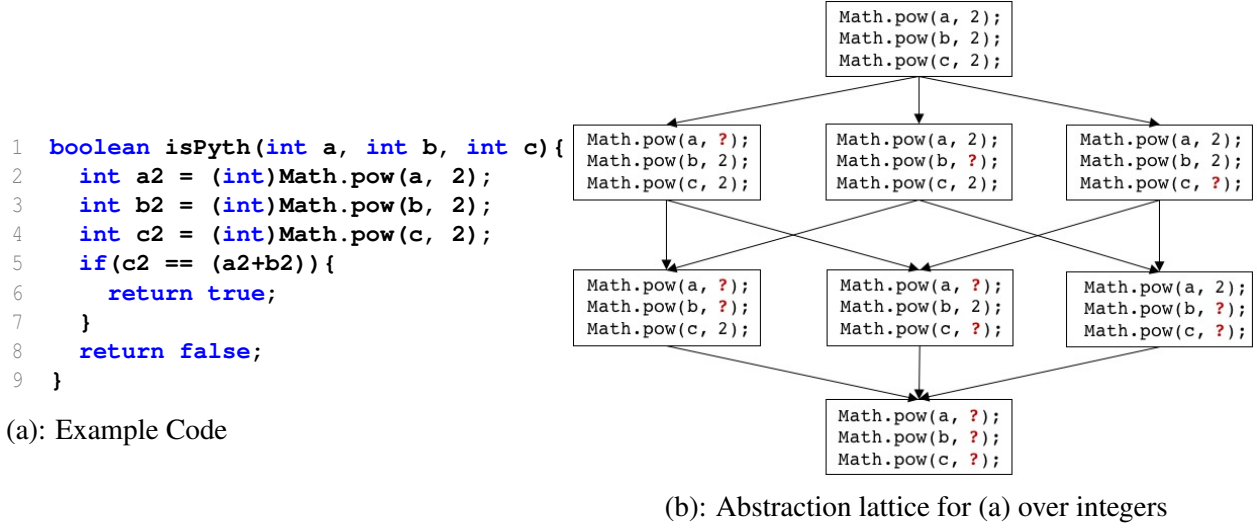 1 boolean isPyth(int a, int b, int c){
2 int a2 = (int)Math.pow(a, 2);
3 int b2 = (int)Math.pow(b, 2);
4 int c2 = (int)Math.pow(c, 2);
5 if(c2 == (a2+b2)){
6 return true;
7 }
8 return false;
9 }
(a): Example Code
Math.pow(a, 2);
Math.pow(b, 2);
Math.pow(c, 2);
Math.pow(a, ?);
Math.pow(b, 2);
Math.pow(c, 2);
Math.pow(a, 2);
Math.pow(b, ?);
Math.pow(c, 2);
Math.pow(a, 2);
Math.pow(b, 2);
Math.pow(c, ?);
Math.pow(a, ?);
Math.pow(b, ?);
Math.pow(c, 2);
Math.pow(a, ?);
Math.pow(b, 2);
Math.pow(c, ?);
Math.pow(a, 2);
Math.pow(b, ?);
Math.pow(c, ?);
Math.pow(a, ?);
Math.pow(b, ?);
Math.pow(c, ?);
(b): Abstraction lattice for (a) over integers